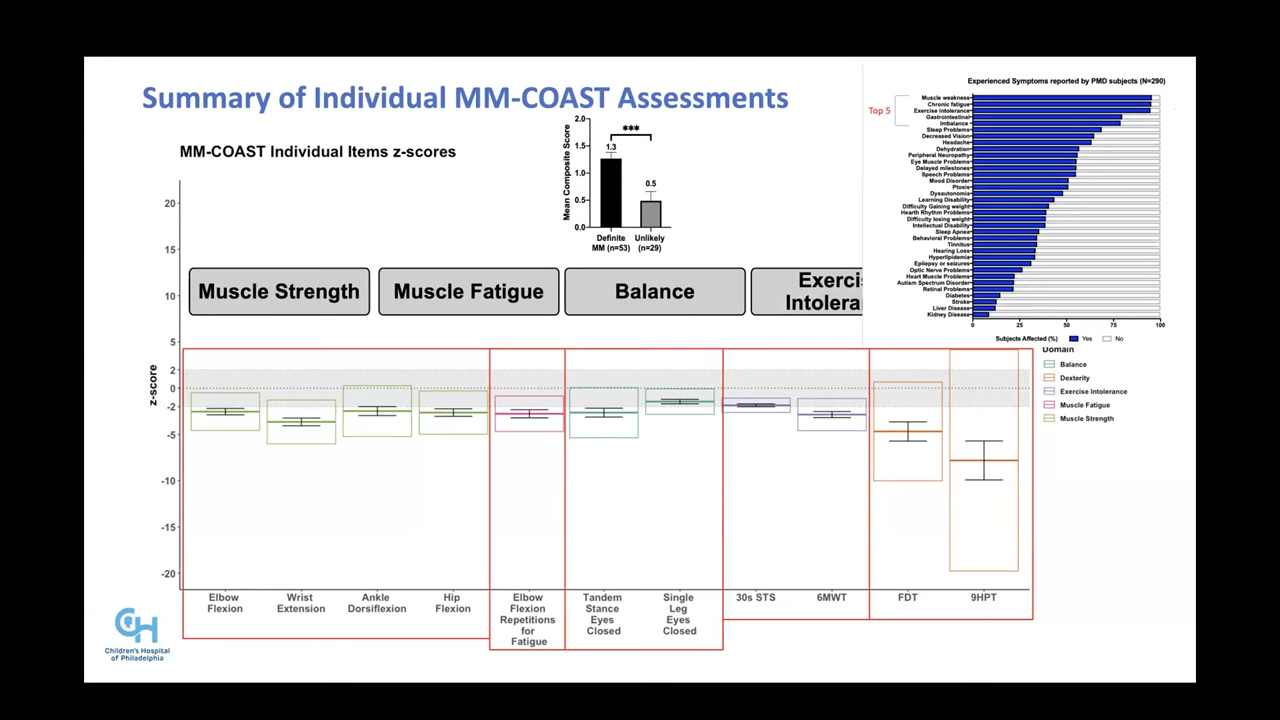 Summary of Individual MM-COAST Assessments
MM-COAST Individual Items z-scores
Mean Composite Score
2.0
1.5
1.0
0.5
0.0
***
1.3
0.5
Definite
MM (n=53)
Unlikely
(n=29)
Experienced Symptoms reported by PMD subjects (N=290)
Top 5
Muscle weakness
Chronic fatigue
Exercise intolerance
Gastrointestinal
Imbalance
Sleep Problems
Decreased Vision
Headache
Dehydration
Peripheral Neuropathy
Eye Muscle Problems
Delayed milestones
Speech Problems
Mood Disorder
Ptosis
Dysautonomia
Learning Disability
Difficulty Gaining weight
Hearth Rhythm Problems
Difficulty losing weight
Intellectual Disability
Sleep Apnea
Behavioral Problems
Tinnitus
Hearing Loss
Hyperlipidemia
Epilepsy or seizures
Optic Nerve Problems
Heart Muscle Problems
Autism Spectrum Disorder
Retinal Problems
Diabetes
Stroke
Liver Disease
Kidney Disease
0 25 50 75 100
Subjects Affected (%) Yes No
Muscle Strength
Muscle Fatigue
Balance
Exerci
Intolera
z-score
20
15
10
5
2
0
-2
-5
-10
-15
-20
Domain
Balance
Dexterity
Exercise Intolerance
Muscle Fatigue
Muscle Strength
Elbow
Flexion
Wrist
Extension
Ankle
Dorsiflexion
Hip
Flexion
Elbow
Flexion
Repetitions
for
Fatigue
Tandem
Stance
Eyes
Closed
Single
Leg
Eyes
Closed
30s STS
6MWT
FDT
9HPT
CH
Children's Hospital
of Philadelphia